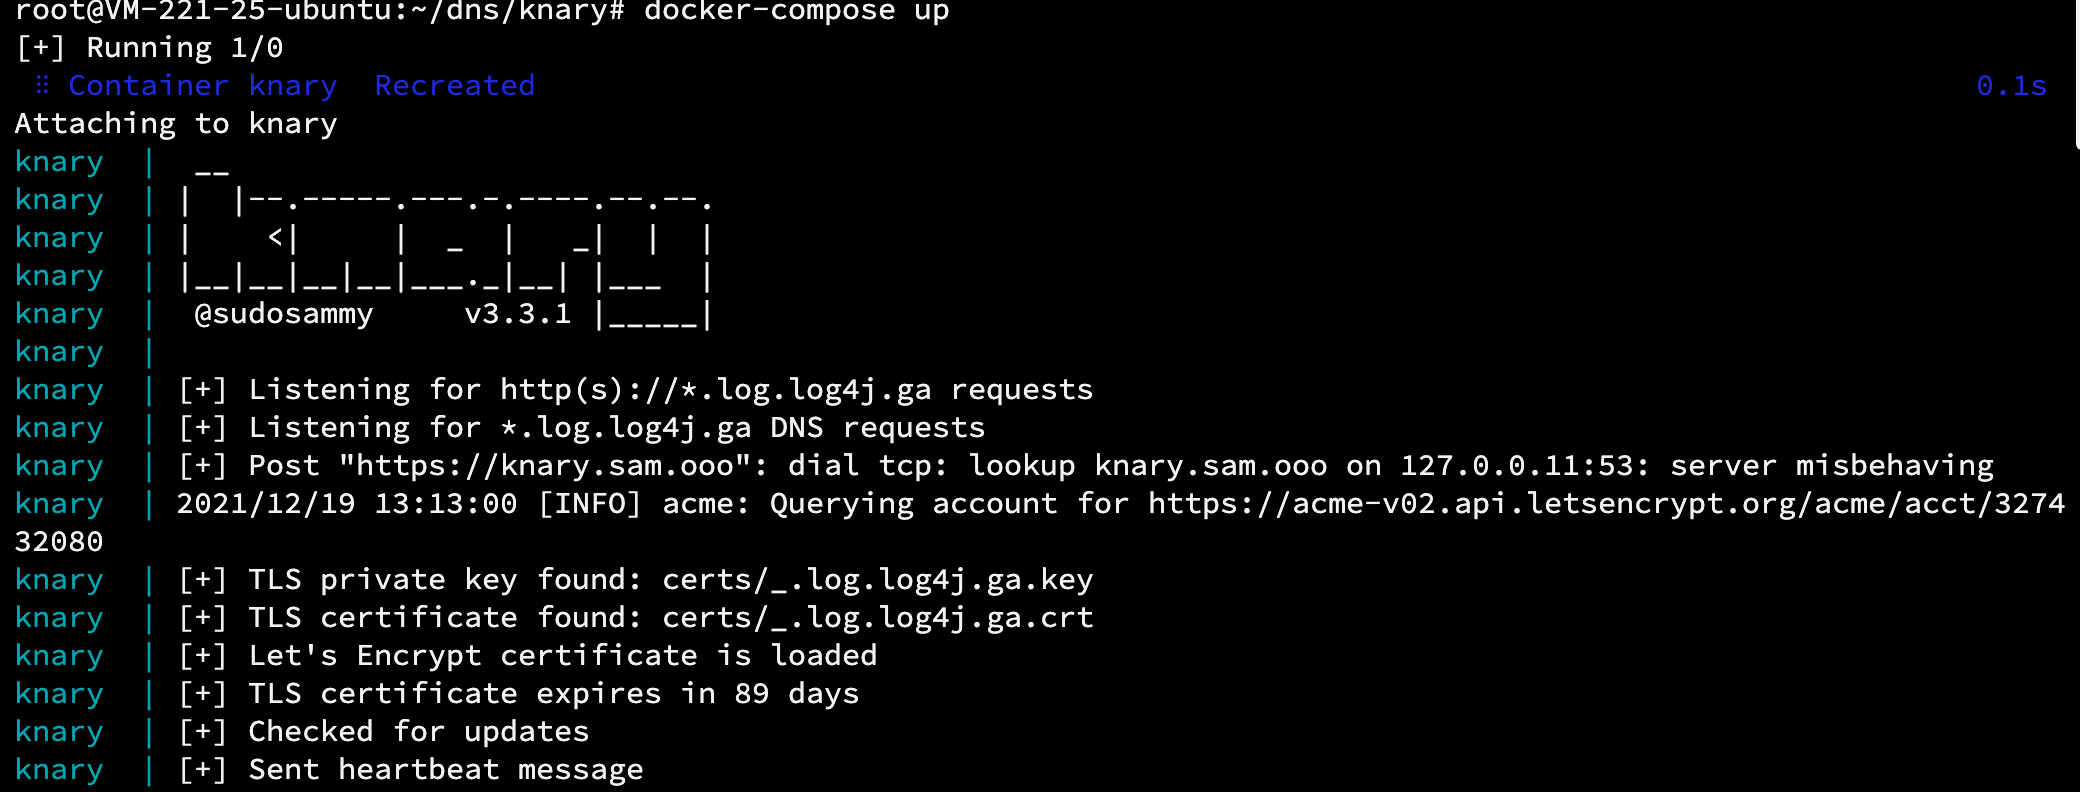 root@VM-221-25-ubuntu:~/dns/knary# docker-compose up
[+] Running 1/0
 ⠿ Container knary  Recreated                                                                                0.1s
Attaching to knary
knary  |  __
knary  | |  |--.-----.---.-.----.--.--.
knary  | |    <|     |  _  |   _|  |  |
knary  | |__|__|__|__|___._|__| |___  |
knary  |  @sudosammy     v3.3.1 |_____|
knary  |
knary  | [+] Listening for http(s)://*.log.log4j.ga requests
knary  | [+] Listening for *.log.log4j.ga DNS requests
knary  | [+] Post "https://knary.sam.ooo": dial tcp: lookup knary.sam.ooo on 127.0.0.11:53: server misbehaving
knary  | 2021/12/19 13:13:00 [INFO] acme: Querying account for https://acme-v02.api.letsencrypt.org/acme/acct/3274
32080
knary  | [+] TLS private key found: certs/_.log.log4j.ga.key
knary  | [+] TLS certificate found: certs/_.log.log4j.ga.crt
knary  | [+] Let's Encrypt certificate is loaded
knary  | [+] TLS certificate expires in 89 days
knary  | [+] Checked for updates
knary  | [+] Sent heartbeat message